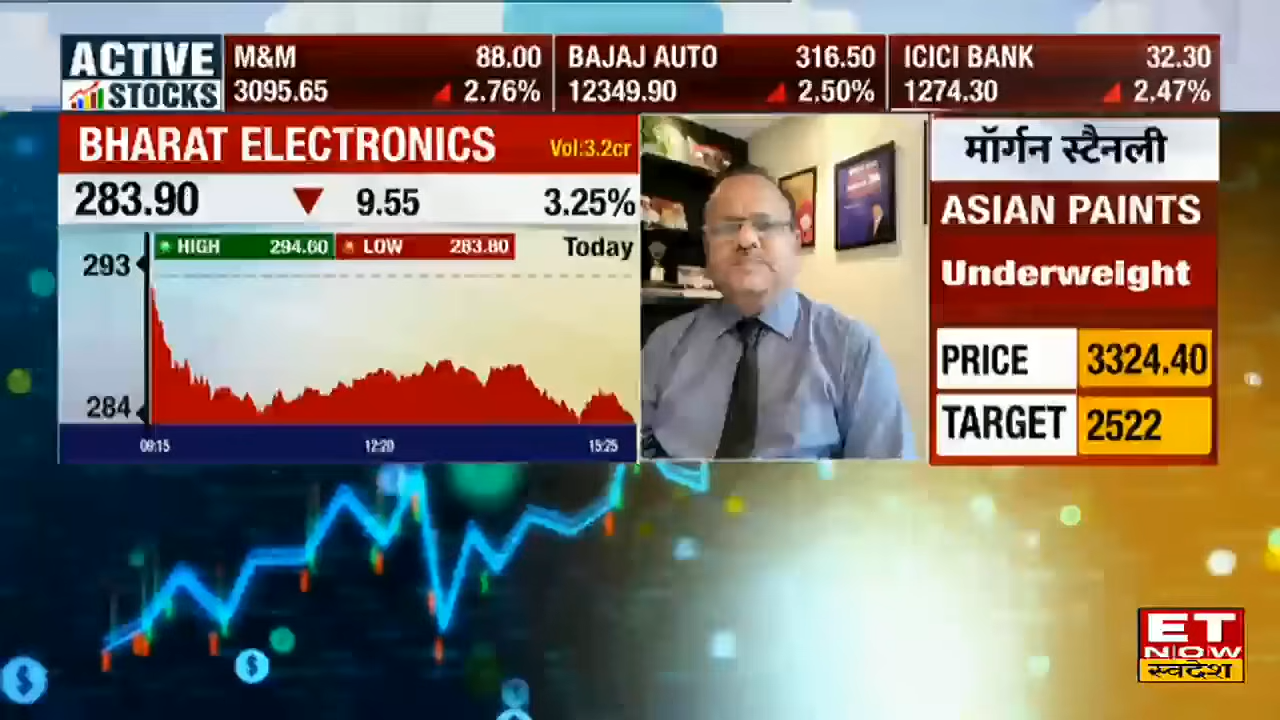 ACTIVE
STOCKS
M&M 88.00
3095.65 2.76%
BAJAJ AUTO 316.50
12349.90 2.50%
ICICI BANK 32.30
1274.30 2.47%
BHARAT ELECTRONICS Vol:3.2cr
283.90 9.55 3.25%
HIGH 294.60 LOW 283.80 Today
293
284
09:15 12:20 15:25
मॉर्गन स्टैनली
ASIAN PAINTS
Underweight
PRICE 3324.40
TARGET 2522
$
$
ET
NOW
स्वदेश